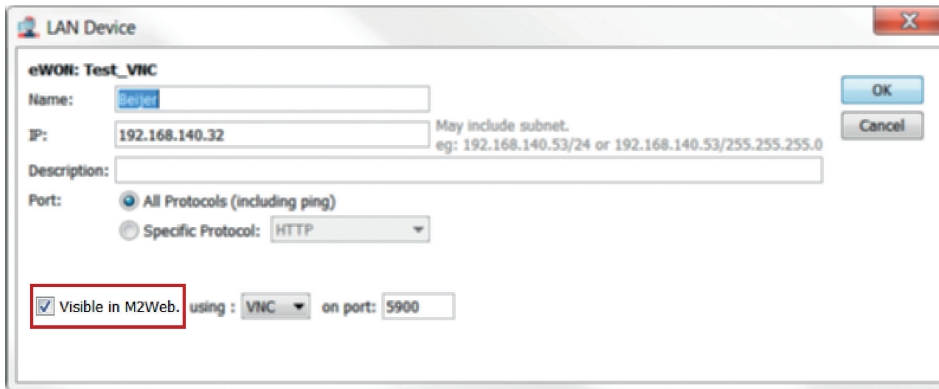 LAN Device
eWON: Test_VNC
Name: Beijer
OK
IP: 192.168.140.32 May include subnet.
eg: 192.168.140.53/24 or 192.168.140.53/255.255.255.0
Cancel
Description:
Port: All Protocols (including ping)
Specific Protocol: HTTP
Visible in M2Web. using : VNC on port: 5900